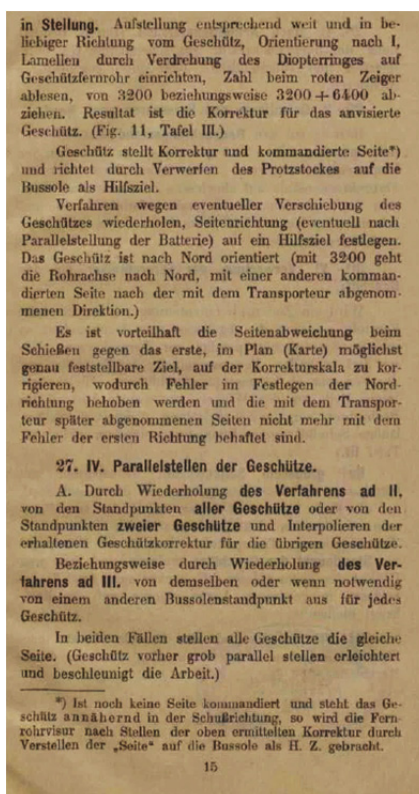 in Stellung. Aufstellung entsprechend weit und in be-
liebiger Richtung vom Geschütz, Orientierung nach I,
Lamellen durch Verdrehung des Diopterringes auf
Geschützfernrohr einrichten, Zahl beim roten Zeiger
ablesen, von 3200 beziehungsweise 3200 + 6400 ab-
ziehen. Resultat ist die Korrektur für das anvisierte
Geschütz. (Fig. 11, Tafel III.)
Geschütz stellt Korrektur und kommandierte Seite*)
und richtet durch Verwerfen des Protzstockes auf die
Bussole als Hilfsziel.
Verfahren wegen eventueller Verschiebung des
Geschützes wiederholen, Seitenrichtung (eventuell nach
Parallelstellung der Batterie) auf ein Hilfsziel festlegen.
Das Geschütz ist nach Nord orientiert (mit 3200 geht
die Rohrachse nach Nord, mit einer anderen komman-
dierten Seite nach der mit dem Transporteur abgenom-
menen Direktion.)
Es ist vorteilhaft die Seitenabweichung beim
Schießen gegen das erste, im Plan (Karte) möglichst
genau feststellbare Ziel, auf der Korrekturskala zu kor-
rigieren, wodurch Fehler im Festlegen der Nord-
richtung behoben werden und die mit dem Transpor-
teur später abgenommenen Seiten nicht mehr mit dem
Fehler der ersten Richtung behaftet sind.
27. IV. Parallelstellen der Geschütze.
A. Durch Wiederholung des Verfahrens ad II,
von den Standpunkten aller Geschütze oder von den
Standpunkten zweier Geschütze und Interpolieren der
erhaltenen Geschützkorrektur für die übrigen Geschütze.
Beziehungsweise durch Wiederholung des Ver-
fahrens ad III. von demselben oder wenn notwendig
von einem anderen Bussolenstandpunkt aus für jedes
Geschütz.
In beiden Fällen stellen alle Geschütze die gleiche
Seite. (Geschütz vorher grob parallel stellen erleichtert
und beschleunigt die Arbeit.)
*) Ist noch keine Seite kommandiert und steht das Ge-
schütz annähernd in der Schußrichtung, so wird die Fern-
rohrvisur nach Stellen der oben ermittelten Korrektur durch
Verstellen der „Seite“ auf die Bussole als H. Z. gebracht.
15